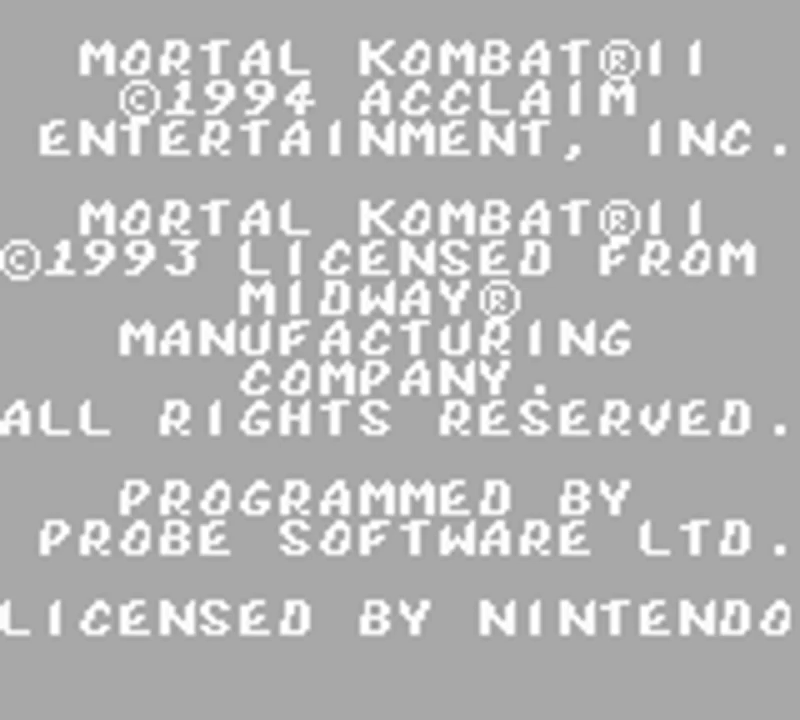 MORTAL KOMBAT®II
©1994 ACCLAIM
ENTERTAINMENT, INC.
MORTAL KOMBAT®II
©1993 LICENSED FROM
MIDWAY®
MANUFACTURING
COMPANY.
ALL RIGHTS RESERVED.
PROGRAMMED BY
PROBE SOFTWARE LTD.
LICENSED BY NINTENDO